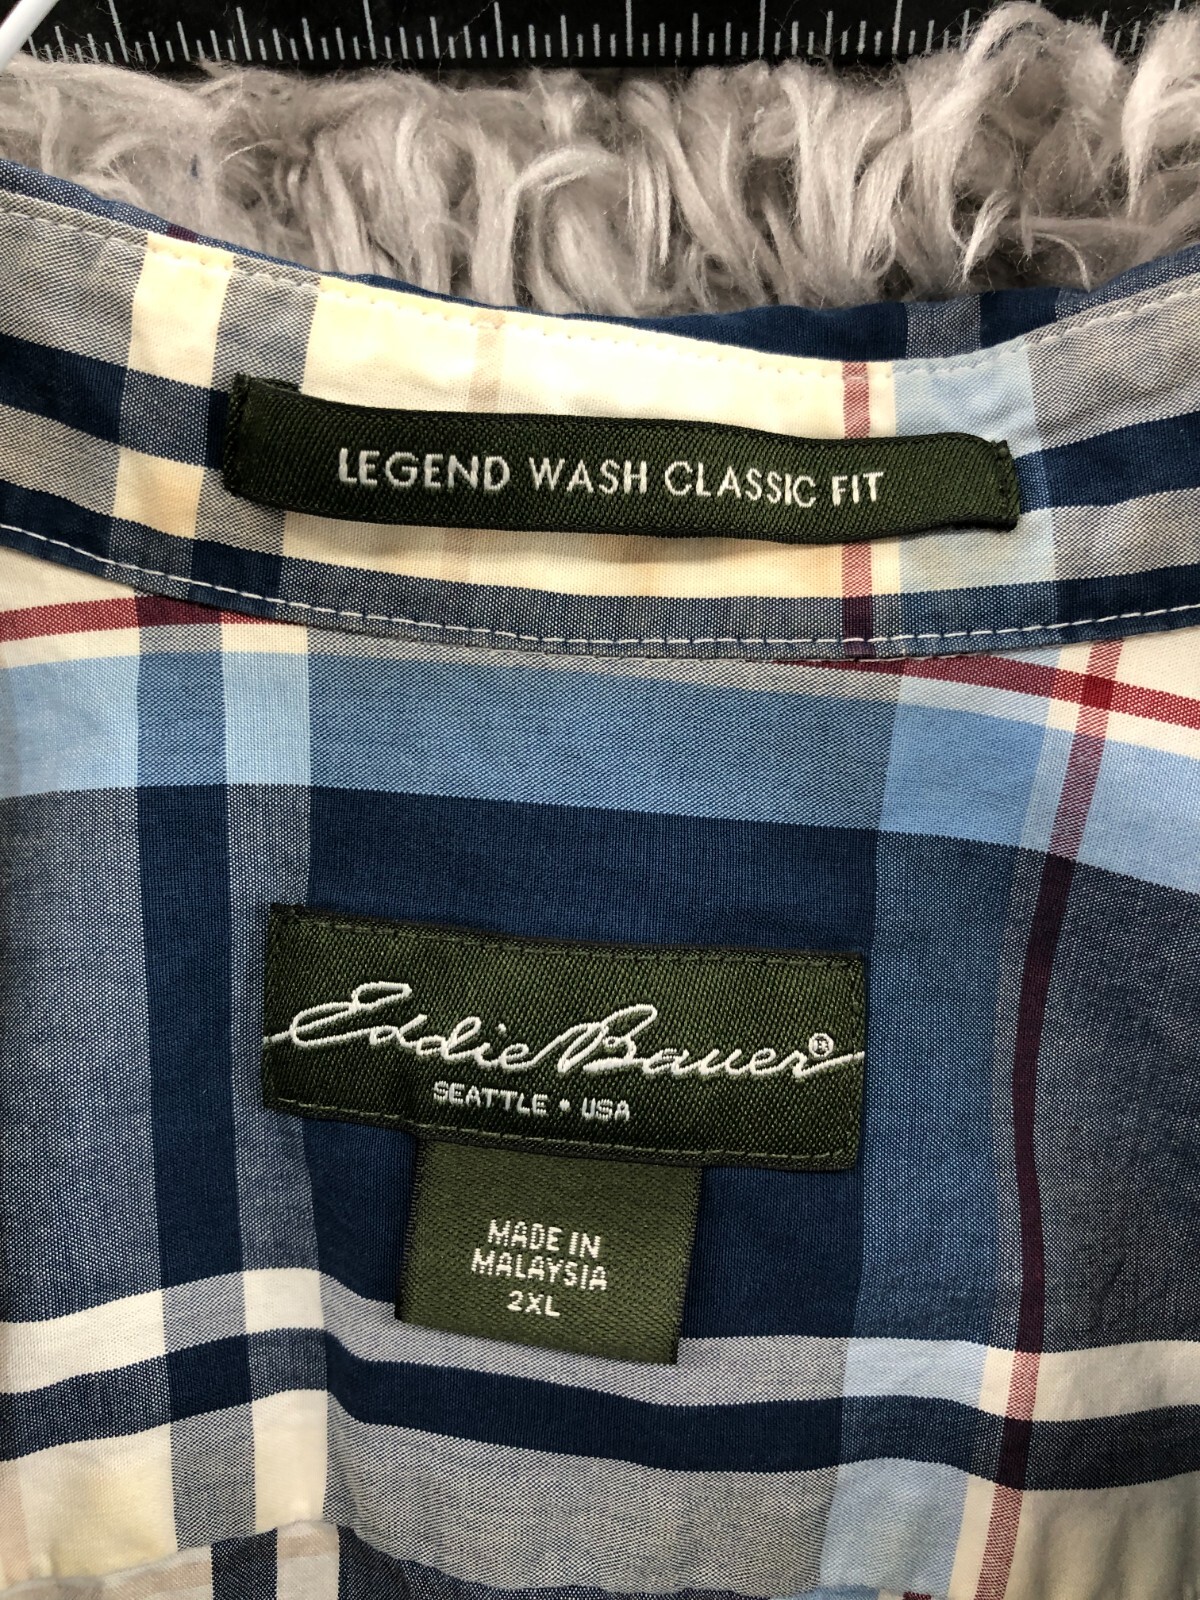 LEGEND WASH CLASSIC FIT
Eddie Bauer®
SEATTLE • USA
MADE IN
MALAYSIA
2XL